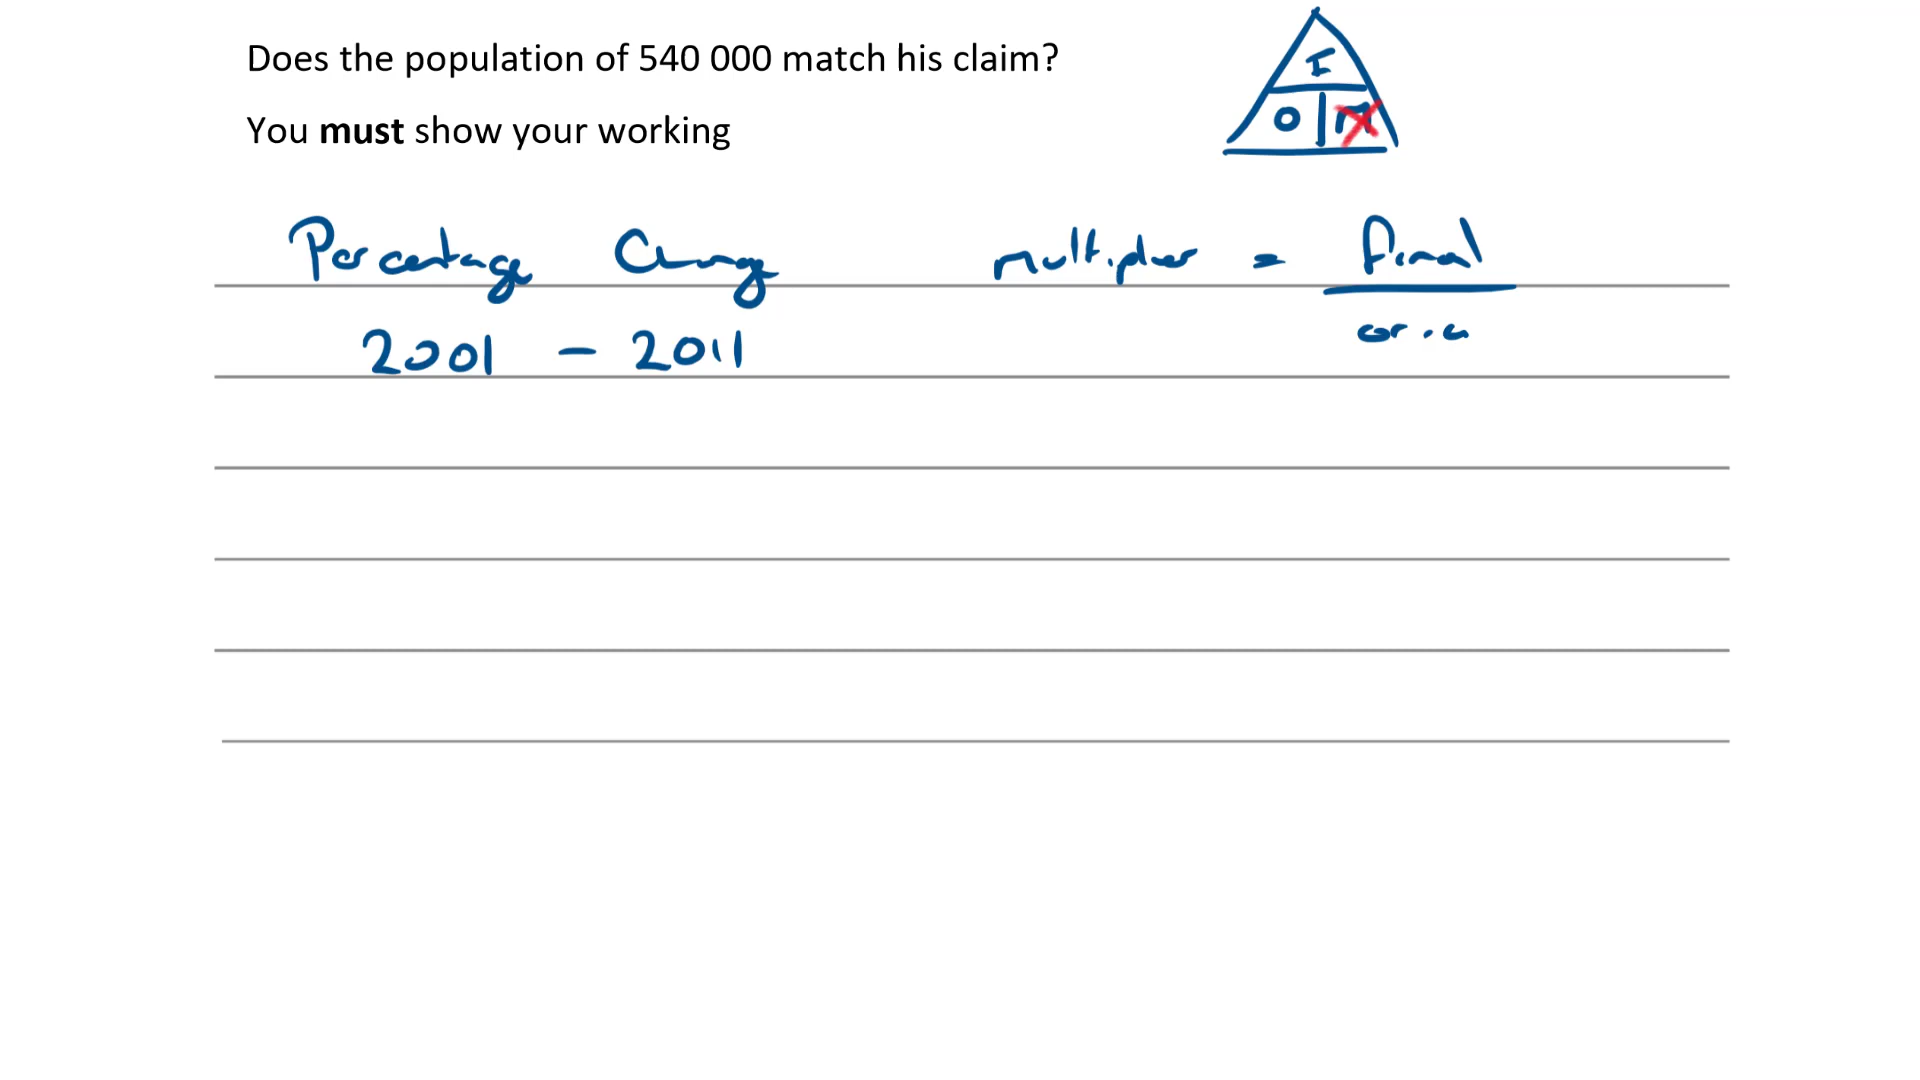 Does the population of 540 000 match his claim?
You must show your working
F
O M
Percentage Change multiplier = final
2001 - 2011